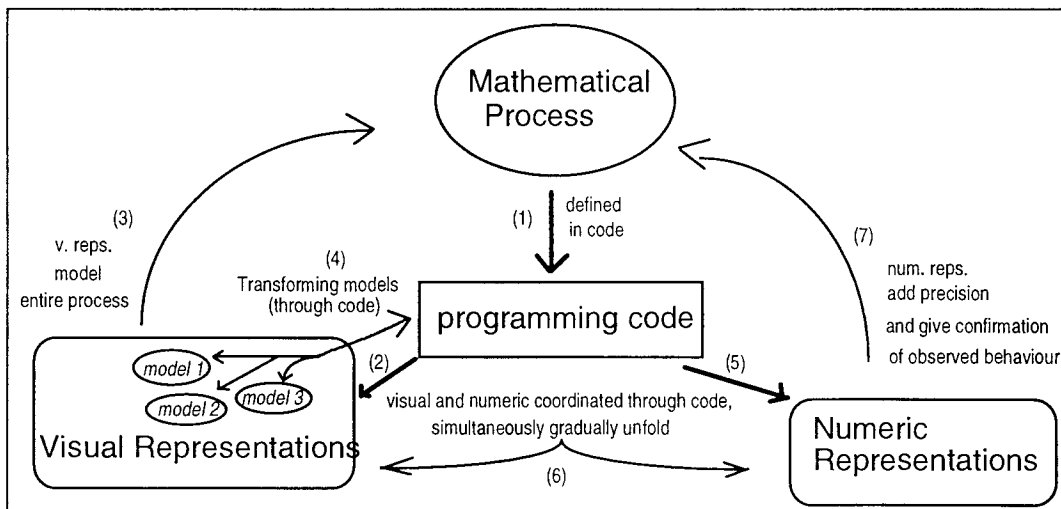 Mathematical
Process
(1)
defined
in code
(3)
v. reps.
model
entire process
(4)
Transforming models
(through code)
(7)
num. reps.
add precision
and give confirmation
of observed behaviour
programming code
model 1
model 2
model 3
Visual Representations
(2)
(5)
visual and numeric coordinated through code,
simultaneously gradually unfold
(6)
Numeric
Representations